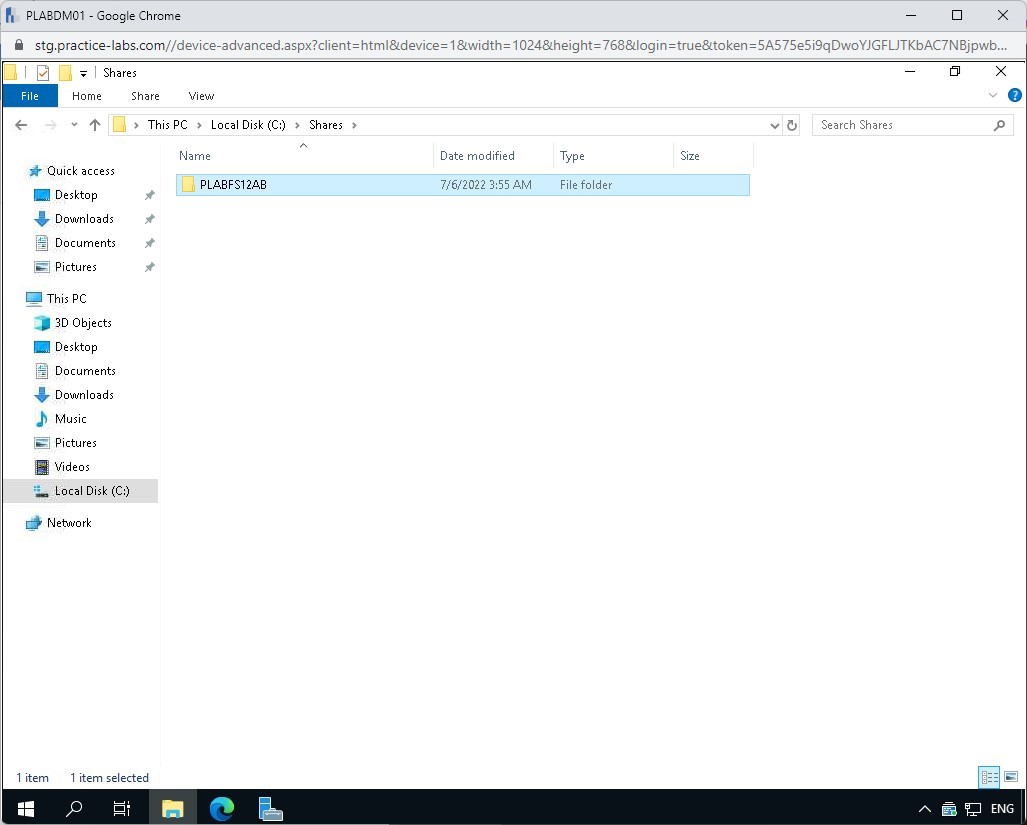 PLABDM01 - Google Chrome
stg.practice-labs.com//device-advanced.aspx?client=html&device=1&width=1024&height=768&login=true&token=5A575e5i9qDwoYJGFLJTKbAC7NBjpwb...
Shares
File Home Share View
This PC Local Disk (C:) Shares Search Shares
Name Date modified Type Size
PLABFS12AB 7/6/2022 3:55 AM File folder
Quick access
Desktop
Downloads
Documents
Pictures
This PC
3D Objects
Desktop
Documents
Downloads
Music
Pictures
Videos
Local Disk (C:)
Network
1 item 1 item selected
ENG